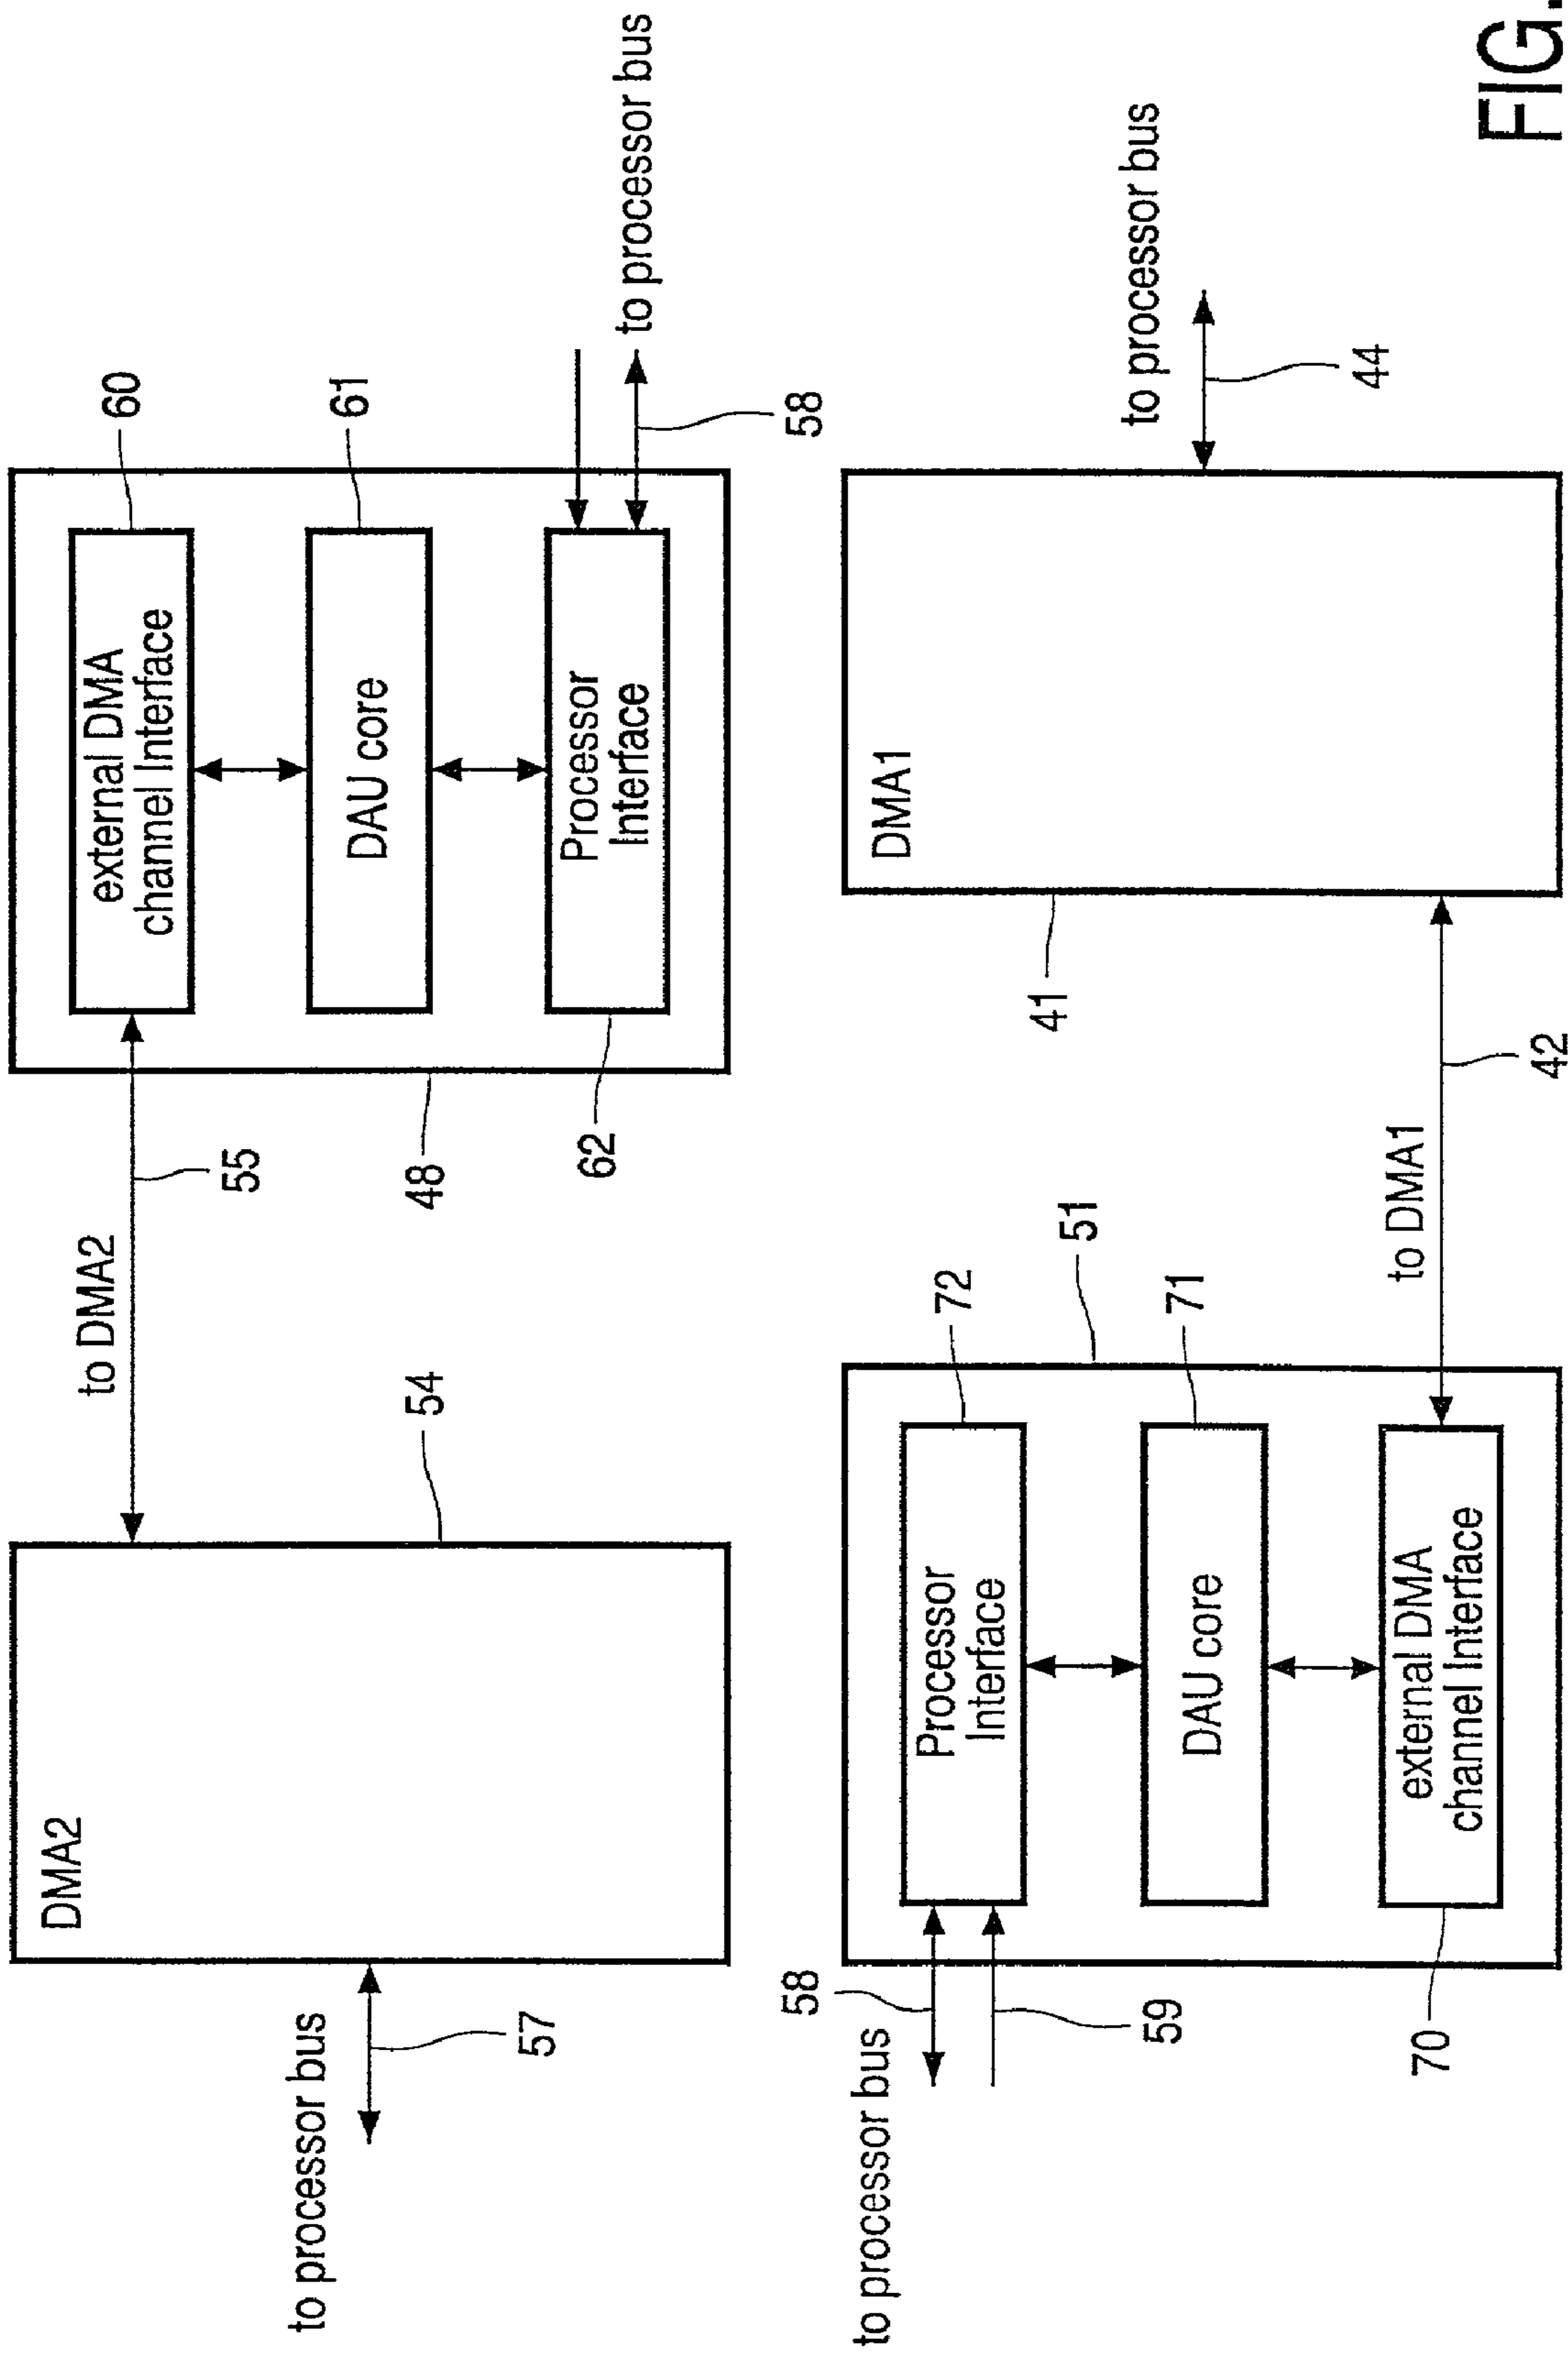 DMA2
to DMA2
55
54
to processor bus
57
external DMA
channel Interface
60
DAU core
61
Processor
Interface
62
48
58
to processor bus
to processor bus
58
59
Processor
Interface
72
51
DAU core
71
external DMA
channel Interface
70
to DMA1
42
DMA1
41
to processor bus
44
FIG.